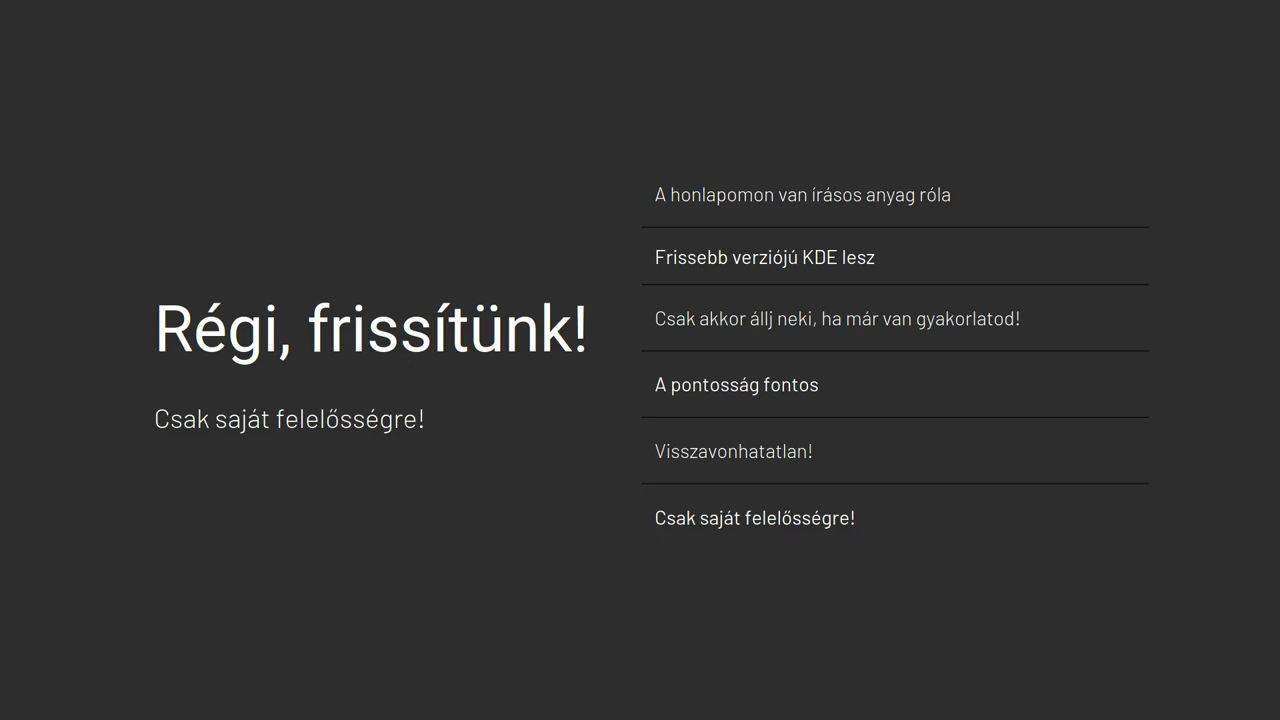 Régi, frissítünk!
Csak saját felelősségre!
A honlapomon van írásos anyag róla
Frissebb verziójú KDE lesz
Csak akkor állj neki, ha már van gyakorlatod!
A pontosság fontos
Visszavonhatatlan!
Csak saját felelősségre!